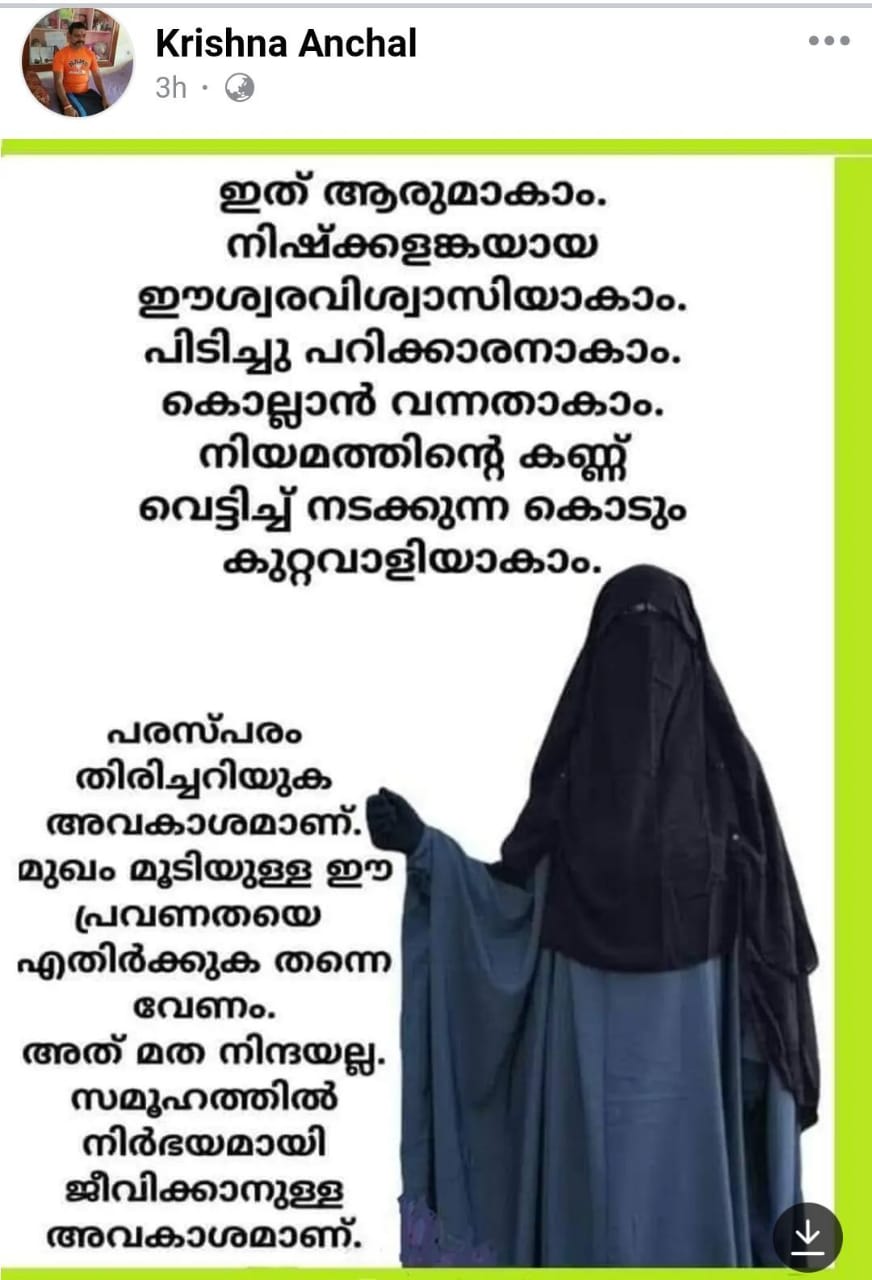 Krishna Anchal
3h
ഇത് ആരുമാകാം.
നിഷ്ക്കളങ്കയായ
ഈശ്വരവിശ്വാസിയാകാം.
പിടിച്ചു പറിക്കാരനാകാം.
കൊല്ലാൻ വന്നതാകാം.
നിയമത്തിന്റെ കണ്ണ്
വെട്ടിച്ച് നടക്കുന്ന കൊടും
കുറ്റവാളിയാകാം.
പരസ്പരം
തിരിച്ചറിയുക
അവകാശമാണ്.
മുഖം മൂടിയുള്ള ഈ
പ്രവണതയെ
എതിർക്കുക തന്നെ
വേണം.
അത് മത നിന്ദയല്ല.
സമൂഹത്തിൽ
നിർഭയമായി
ജീവിക്കാനുള്ള
അവകാശമാണ്.